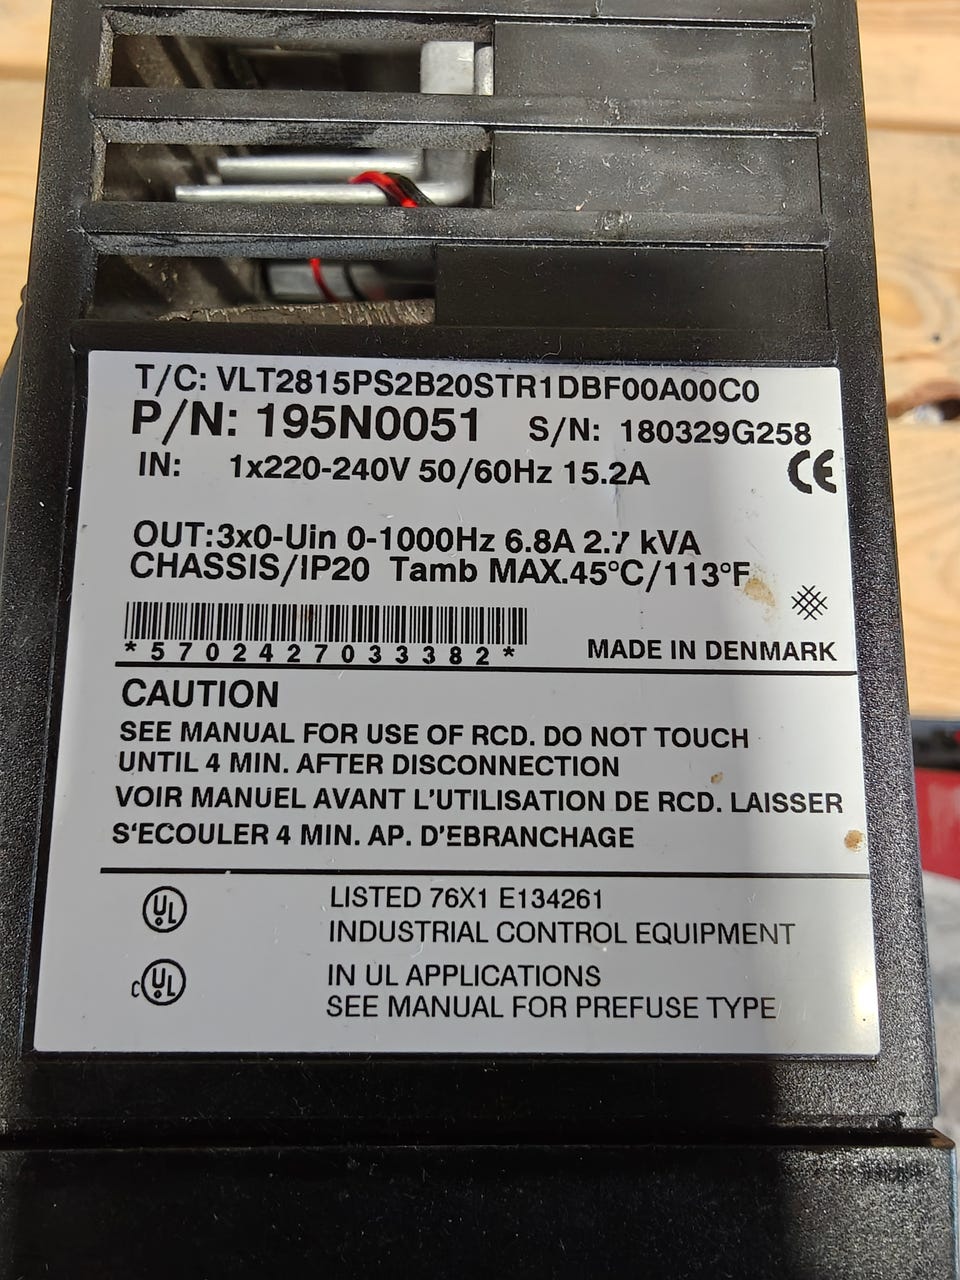 T/C: VLT2815PS2B20STR1DBF00A00C0
P/N: 195N0051 S/N: 180329G258
IN: 1x220-240V 50/60Hz 15.2A
CE
OUT:3x0-Uin 0-1000Hz 6.8A 2.7 kVA
CHASSIS/IP20 Tamb MAX.45°C/113°F
*5702427033382*
MADE IN DENMARK
CAUTION
SEE MANUAL FOR USE OF RCD. DO NOT TOUCH
UNTIL 4 MIN. AFTER DISCONNECTION
VOIR MANUEL AVANT L'UTILISATION DE RCD. LAISSER
S'ECOULER 4 MIN. AP. D'EBRANCHAGE
UL LISTED 76X1 E134261
INDUSTRIAL CONTROL EQUIPMENT
c UL IN UL APPLICATIONS
SEE MANUAL FOR PREFUSE TYPE